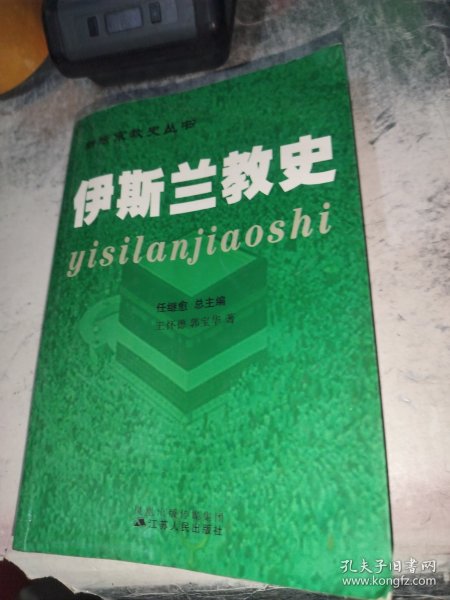 新版宗教史丛书
伊斯兰教史
yisilanjiaoshi
任继愈 总主编
王怀德 郭宝华 著
凤凰出版传媒集团
江苏人民出版社
孔夫子旧书网
www.kongfz.com